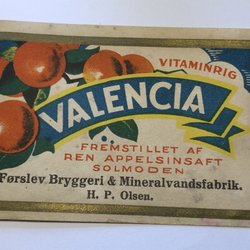 VITAMINRIG
VALENCIA
FREMSTILLET AF
REN APPELSINSAFT
SOLMODEN
Førslev Bryggeri & Mineralvandsfabrik.
H. P. Olsen.